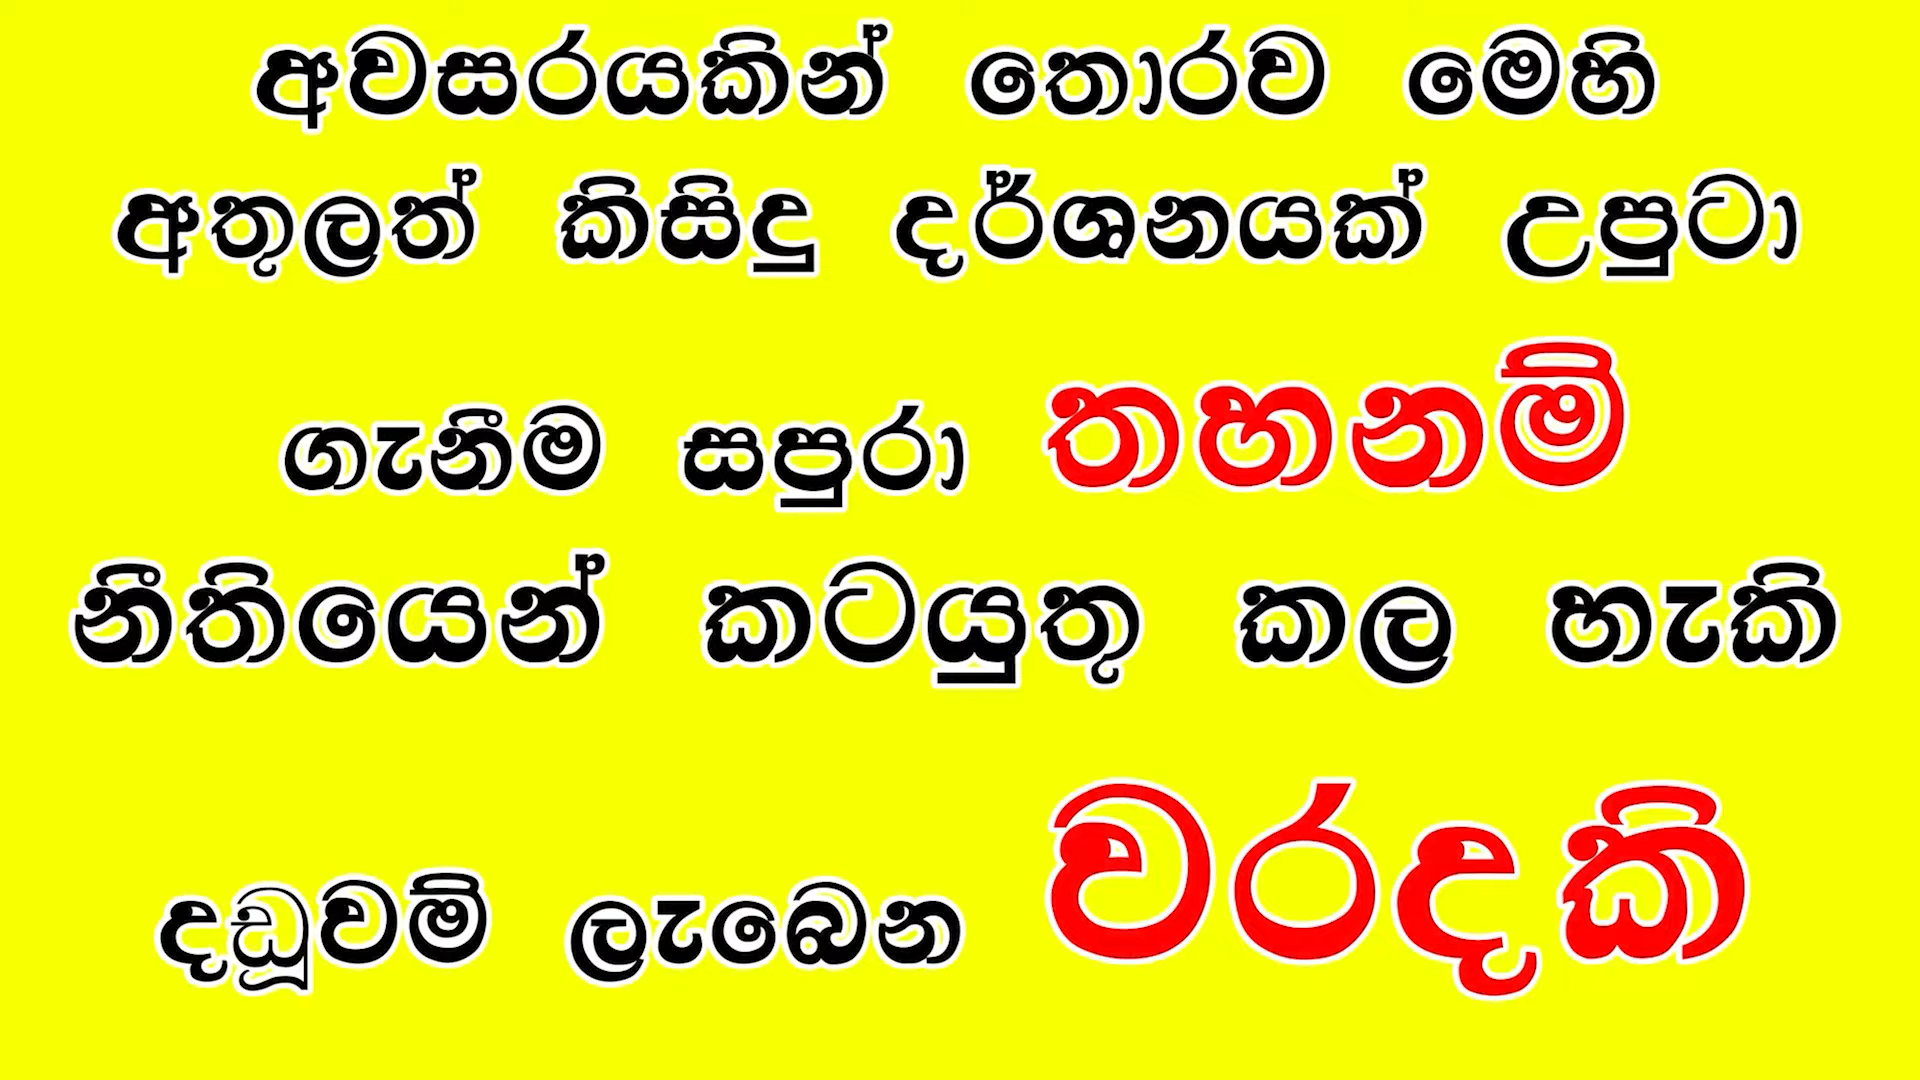 අවසරයකින් තොරව මෙහි
අතුලත් කිසිදු දර්ශනයක් උපුටා
ගැනීම සපුරා තහනම්
නීතියෙන් කටයුතු කල හැකි
දඩූවම් ලැබෙන වරදකි